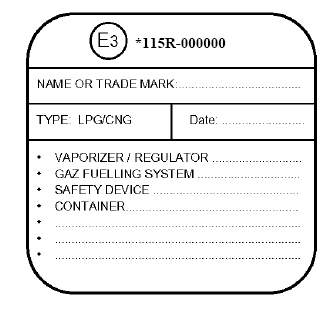 E3 *115R-000000
NAME OR TRADE MARK:..............................
TYPE: LPG/CNG Date: ......................
• VAPORIZER / REGULATOR .........................
• GAZ FUELLING SYSTEM ............................
• SAFETY DEVICE.........................................
• CONTAINER................................................
• ....................................................................
• ....................................................................
• ....................................................................